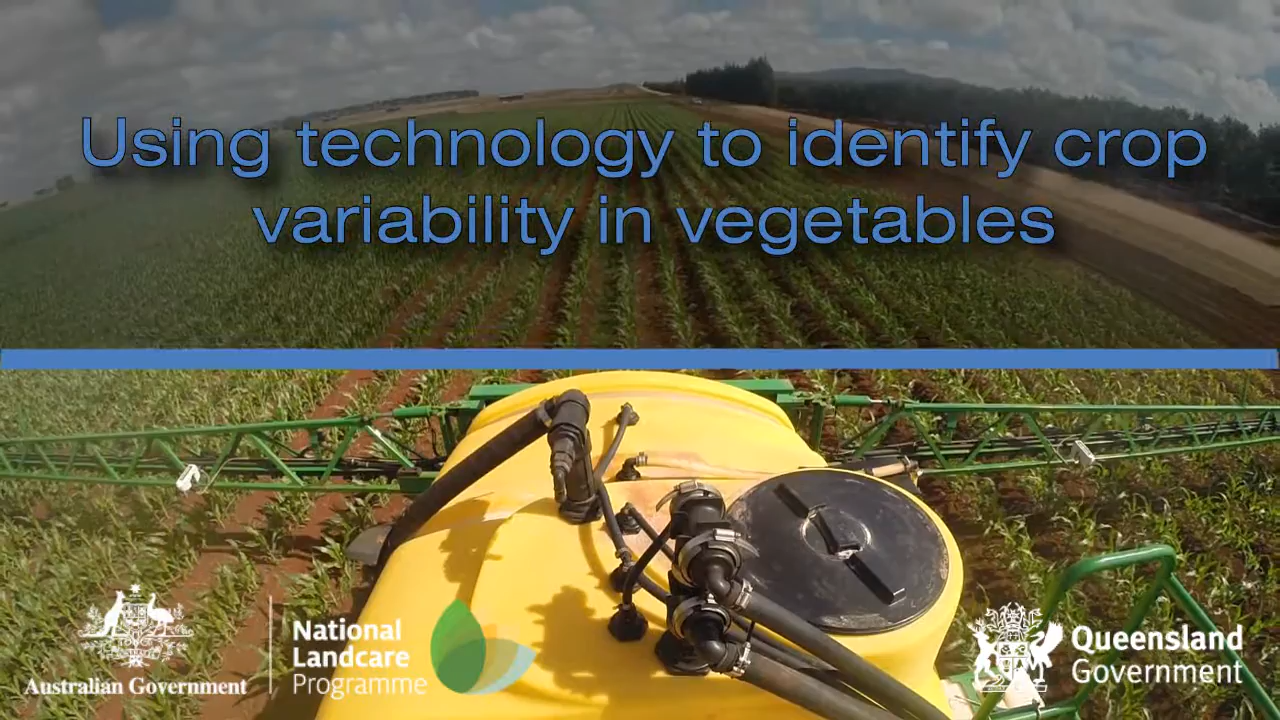 Using technology to identify crop
variability in vegetables
Australian Government
National
Landcare
Programme
Queensland
Government